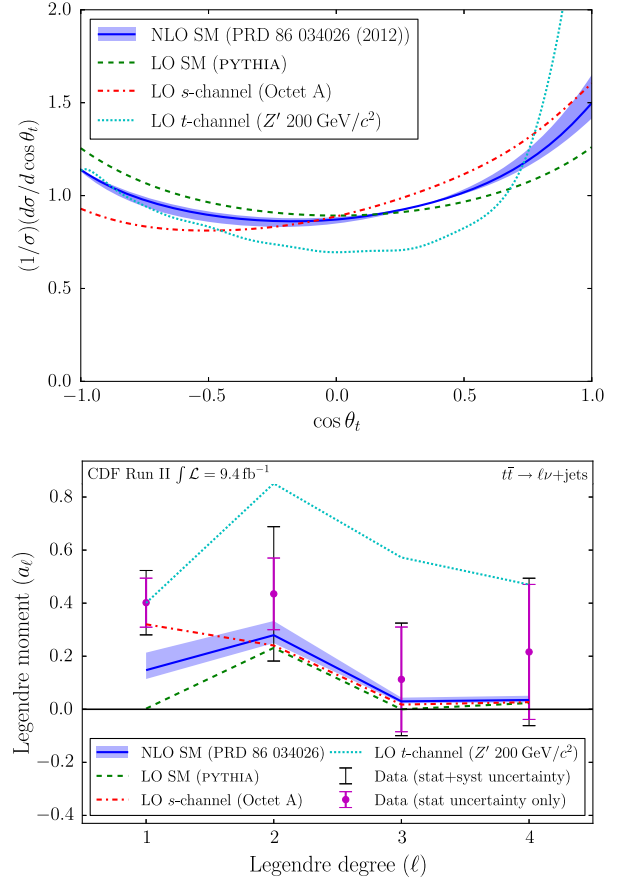 2.0
NLO SM (PRD 86 034026 (2012))
LO SM (PYTHIA)
LO s-channel (Octet A)
LO t-channel (Z′ 200 GeV/c²)
1.5
1.0
0.5
0.0
(1/σ)(dσ/d cos θₜ)
−1.0 −0.5 0.0 0.5 1.0
cos θₜ
CDF Run II ∫ℒ = 9.4 fb⁻¹ tt̄ → ℓν+jets
0.8
0.6
0.4
0.2
0.0
−0.2
−0.4
Legendre moment (aℓ)
NLO SM (PRD 86 034026)
LO SM (PYTHIA)
LO s-channel (Octet A)
LO t-channel (Z′ 200 GeV/c²)
Data (stat+syst uncertainty)
Data (stat uncertainty only)
1 2 3 4
Legendre degree (ℓ)